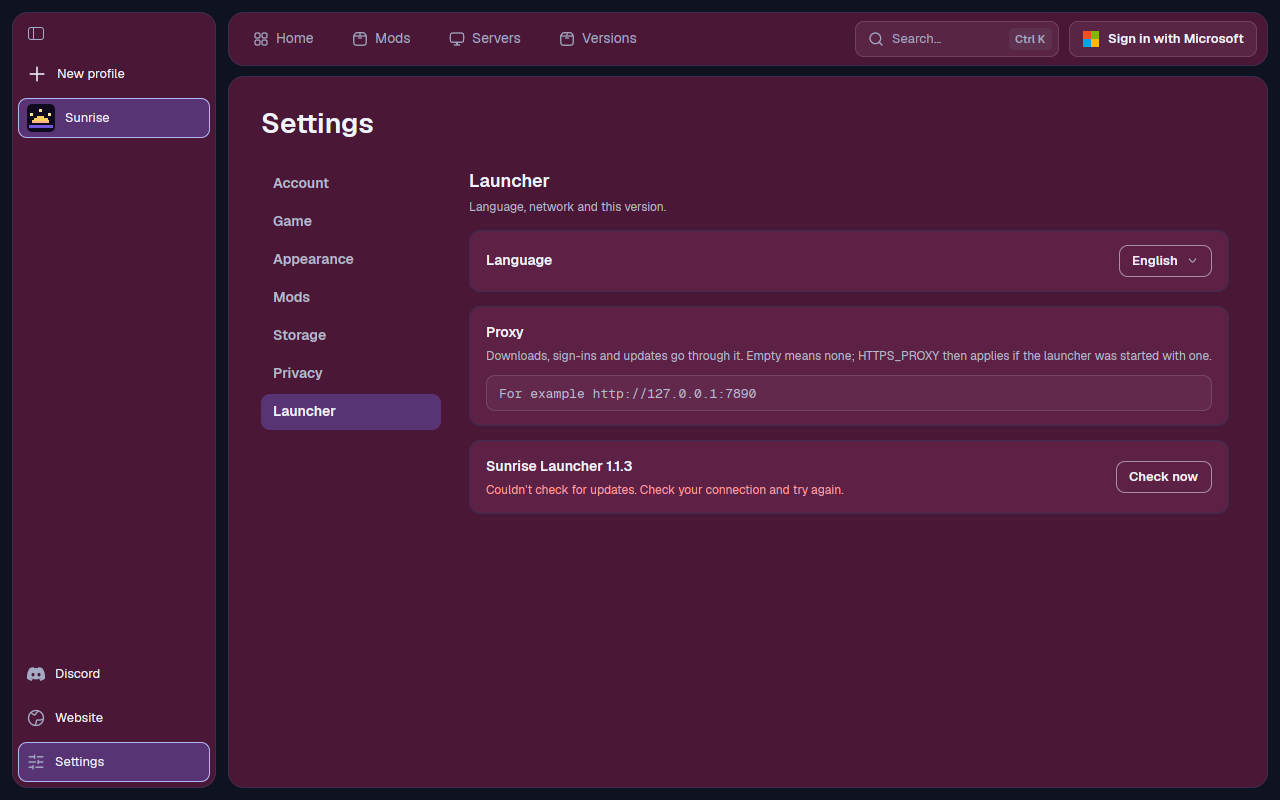 New profile
Sunrise
Discord
Website
Settings
Home
Mods
Servers
Versions
Search...
Ctrl K
Sign in with Microsoft
Settings
Account
Game
Appearance
Mods
Storage
Privacy
Launcher
Launcher
Language, network and this version.
Language
English
Proxy
Downloads, sign-ins and updates go through it. Empty means none; HTTPS_PROXY then applies if the launcher was started with one.
For example http://127.0.0.1:7890
Sunrise Launcher 1.1.3
Couldn't check for updates. Check your connection and try again.
Check now